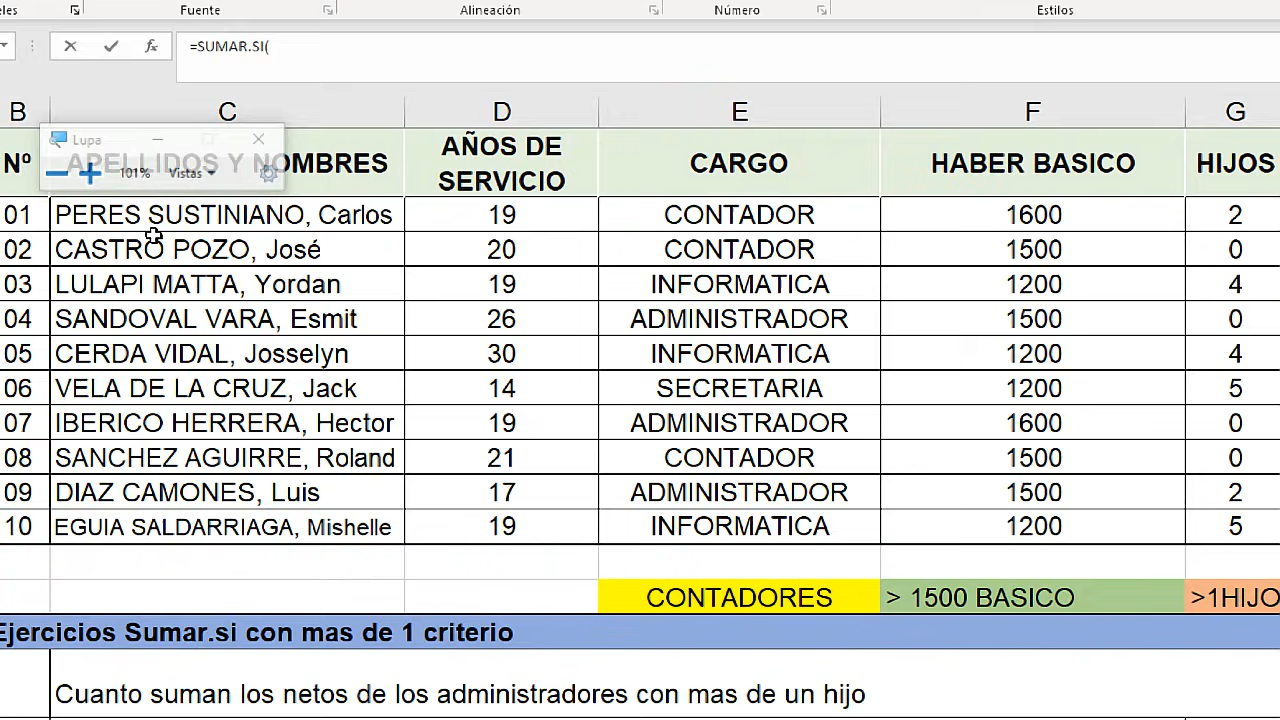 eles Fuente Alineación Número Estilos
=SUMAR.SI(
B C D E F G
Lupa
101% Vistas
Nº APELLIDOS Y NOMBRES AÑOS DE SERVICIO CARGO HABER BASICO HIJOS
01 PERES SUSTINIANO, Carlos 19 CONTADOR 1600 2
02 CASTRO POZO, José 20 CONTADOR 1500 0
03 LULAPI MATTA, Yordan 19 INFORMATICA 1200 4
04 SANDOVAL VARA, Esmit 26 ADMINISTRADOR 1500 0
05 CERDA VIDAL, Josselyn 30 INFORMATICA 1200 4
06 VELA DE LA CRUZ, Jack 14 SECRETARIA 1200 5
07 IBERICO HERRERA, Hector 19 ADMINISTRADOR 1600 0
08 SANCHEZ AGUIRRE, Roland 21 CONTADOR 1500 0
09 DIAZ CAMONES, Luis 17 ADMINISTRADOR 1500 2
10 EGUIA SALDARRIAGA, Mishelle 19 INFORMATICA 1200 5
CONTADORES > 1500 BASICO >1HIJO
Ejercicios Sumar.si con mas de 1 criterio
Cuanto suman los netos de los administradores con mas de un hijo